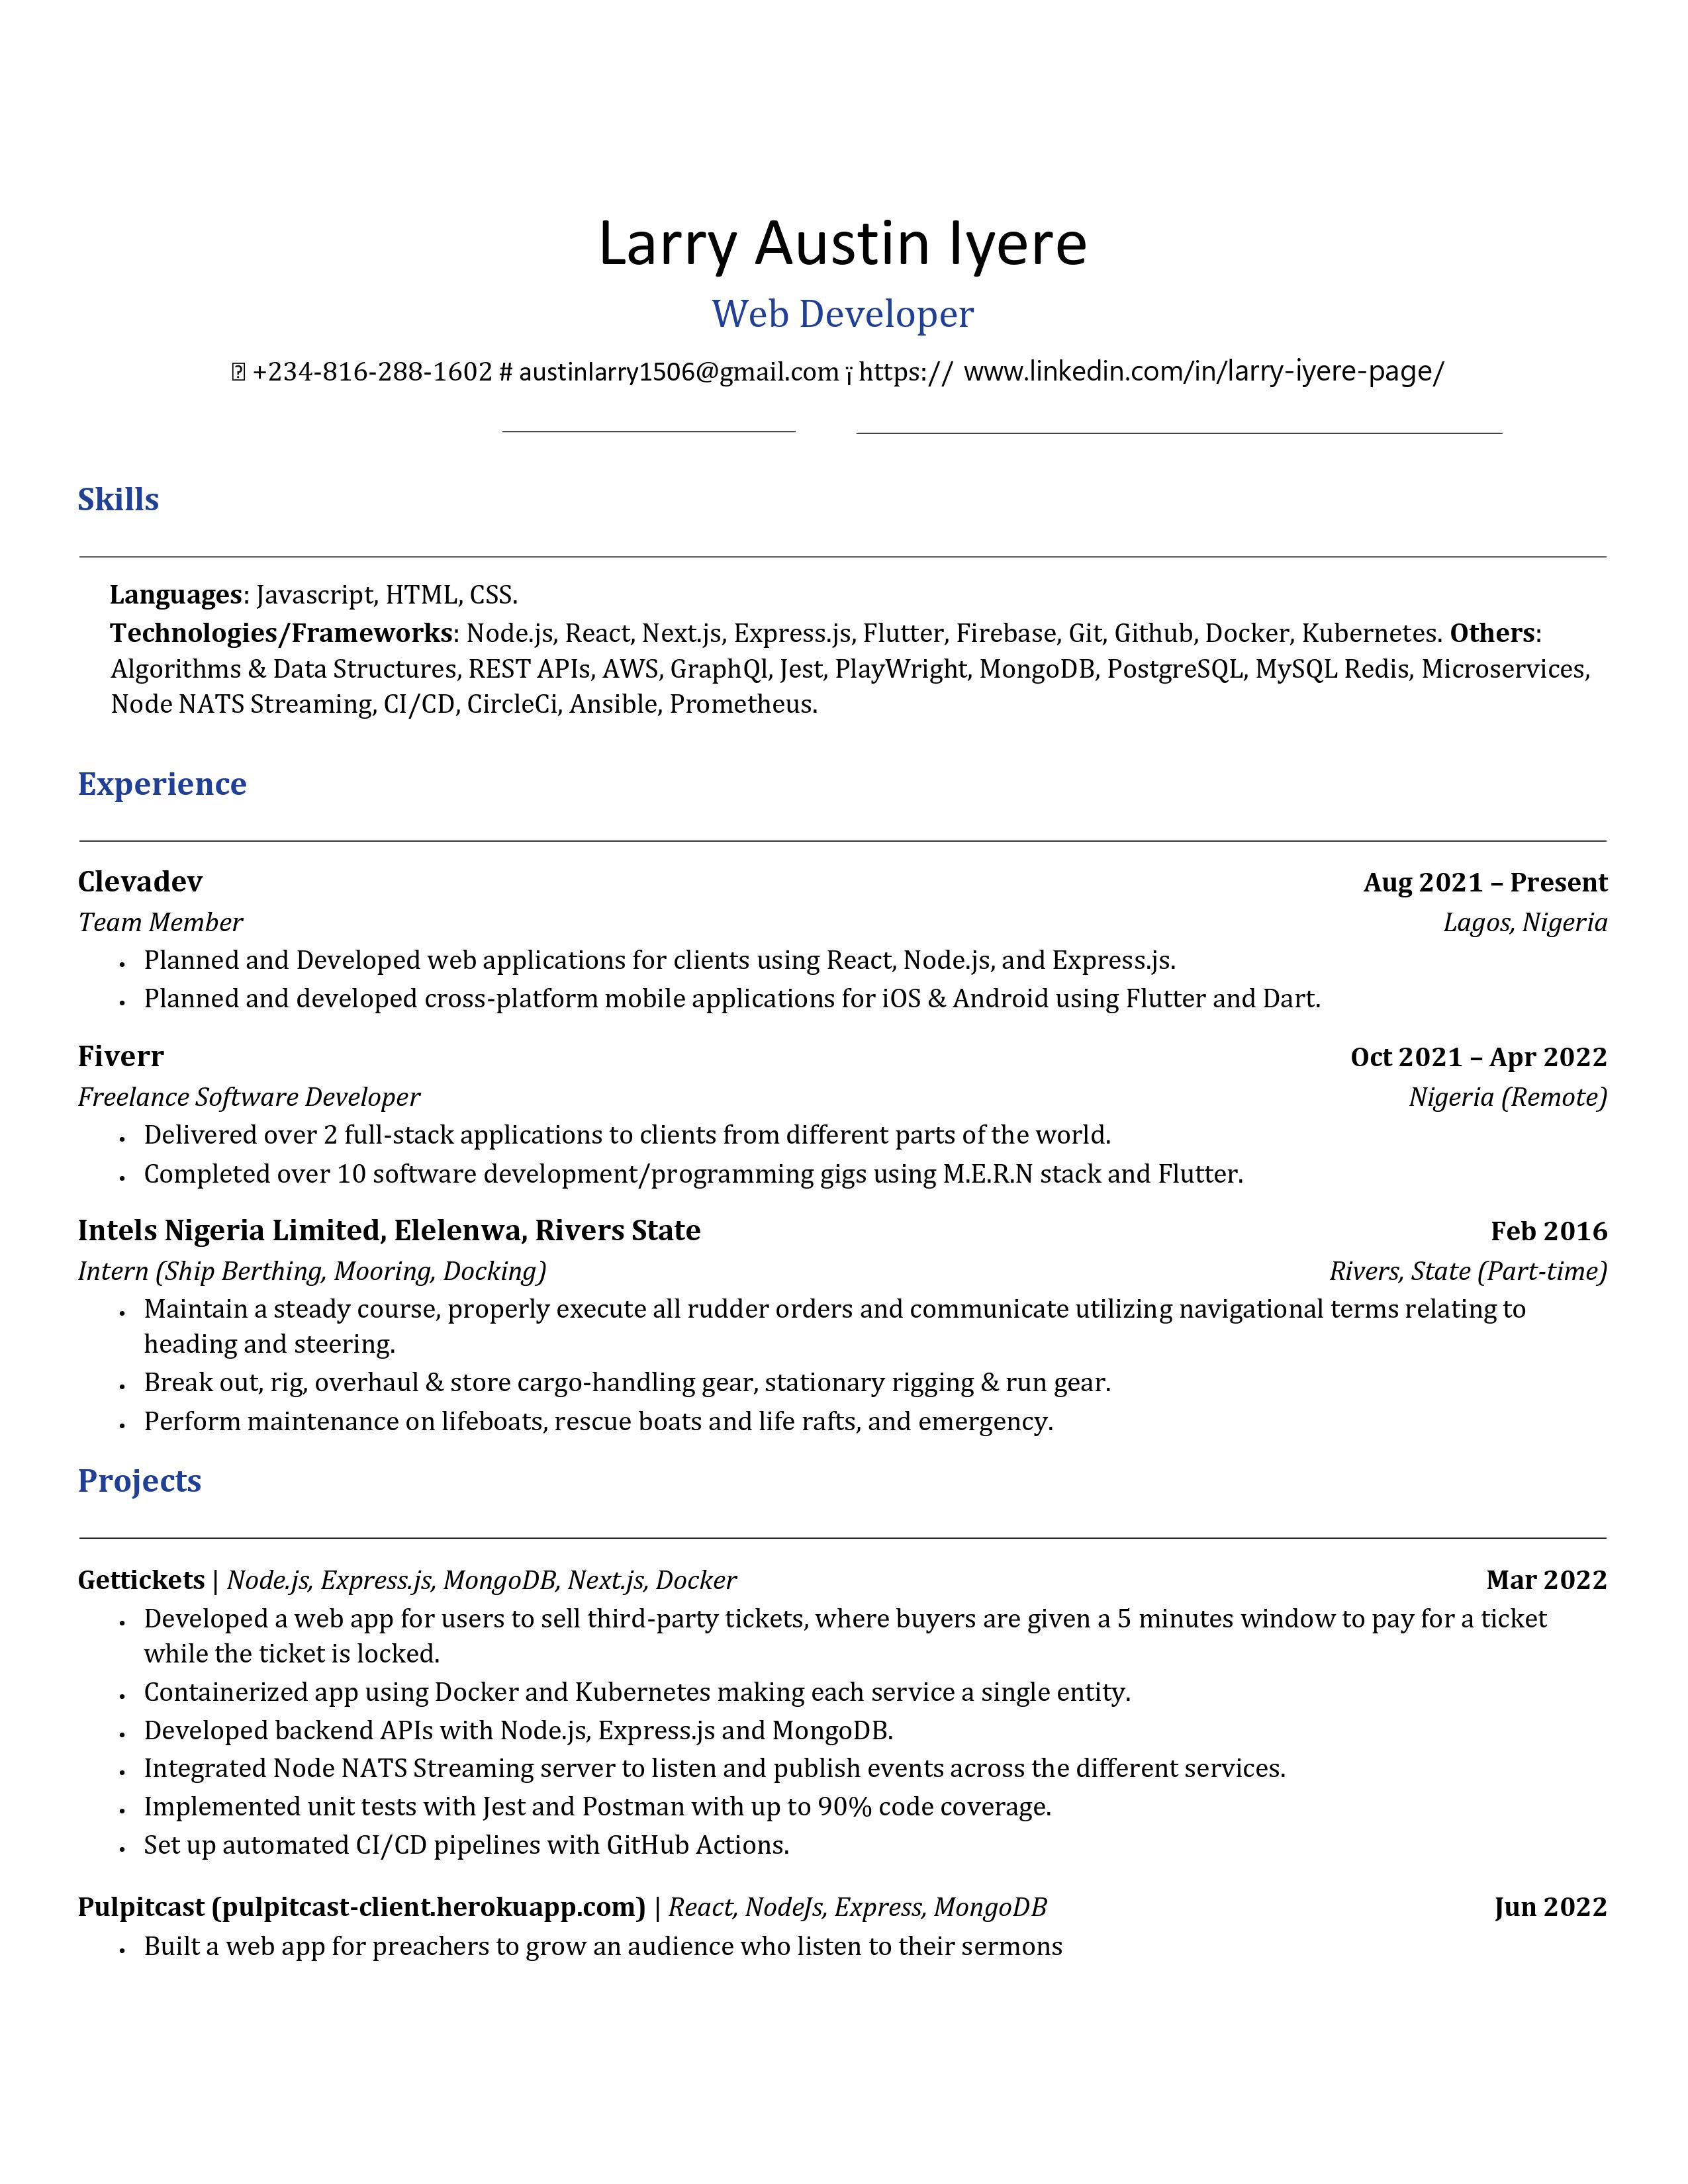 Larry Austin Iyere
Web Developer
+234-816-288-1602 # austinlarry1506@gmail.com ï https:// www.linkedin.com/in/larry-iyere-page/
Skills
Languages: Javascript, HTML, CSS.
Technologies/Frameworks: Node.js, React, Next.js, Express.js, Flutter, Firebase, Git, Github, Docker, Kubernetes. Others:
Algorithms & Data Structures, REST APIs, AWS, GraphQl, Jest, PlayWright, MongoDB, PostgreSQL, MySQL Redis, Microservices,
Node NATS Streaming, CI/CD, CircleCi, Ansible, Prometheus.
Experience
Clevadev Aug 2021 – Present
Team Member Lagos, Nigeria
• Planned and Developed web applications for clients using React, Node.js, and Express.js.
• Planned and developed cross-platform mobile applications for iOS & Android using Flutter and Dart.
Fiverr Oct 2021 – Apr 2022
Freelance Software Developer Nigeria (Remote)
• Delivered over 2 full-stack applications to clients from different parts of the world.
• Completed over 10 software development/programming gigs using M.E.R.N stack and Flutter.
Intels Nigeria Limited, Elelenwa, Rivers State Feb 2016
Intern (Ship Berthing, Mooring, Docking) Rivers, State (Part-time)
• Maintain a steady course, properly execute all rudder orders and communicate utilizing navigational terms relating to
heading and steering.
• Break out, rig, overhaul & store cargo-handling gear, stationary rigging & run gear.
• Perform maintenance on lifeboats, rescue boats and life rafts, and emergency.
Projects
Gettickets | Node.js, Express.js, MongoDB, Next.js, Docker Mar 2022
• Developed a web app for users to sell third-party tickets, where buyers are given a 5 minutes window to pay for a ticket
while the ticket is locked.
• Containerized app using Docker and Kubernetes making each service a single entity.
• Developed backend APIs with Node.js, Express.js and MongoDB.
• Integrated Node NATS Streaming server to listen and publish events across the different services.
• Implemented unit tests with Jest and Postman with up to 90% code coverage.
• Set up automated CI/CD pipelines with GitHub Actions.
Pulpitcast (pulpitcast-client.herokuapp.com) | React, NodeJs, Express, MongoDB Jun 2022
• Built a web app for preachers to grow an audience who listen to their sermons